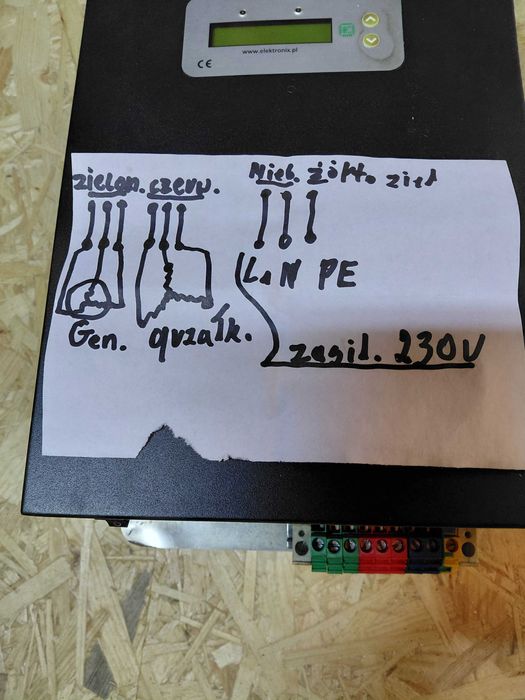 www.elektronix.pl
CE
zielon. czerw. Nieb. żółto ziel
L. N PE
Gen. grzałk.
zasil. 230V